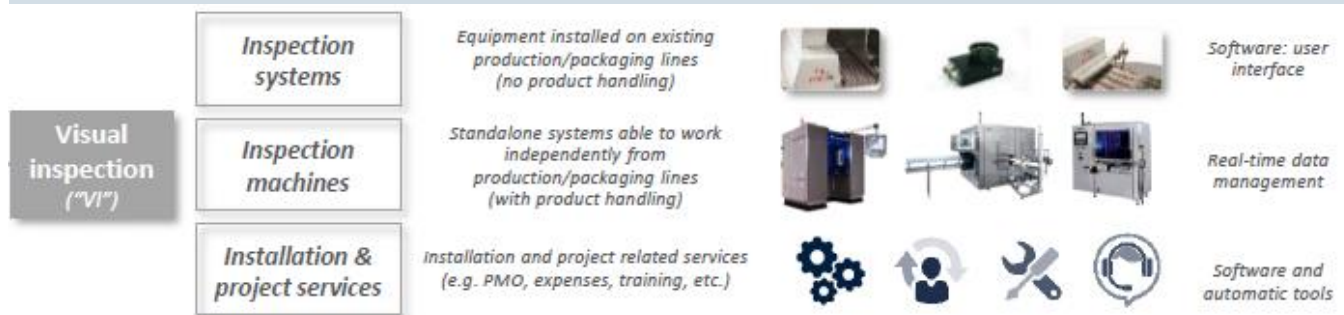 Inspection
systems
Equipment installed on existing
production/packaging lines
(no product handling)
Software: user
interface
Visual
inspection
("VI")
Inspection
machines
Standalone systems able to work
independently from
production/packaging lines
(with product handling)
Real-time data
management
Installation &
project services
Installation and project related services
(e.g. PMO, expenses, training, etc.)
Software and
automatic tools